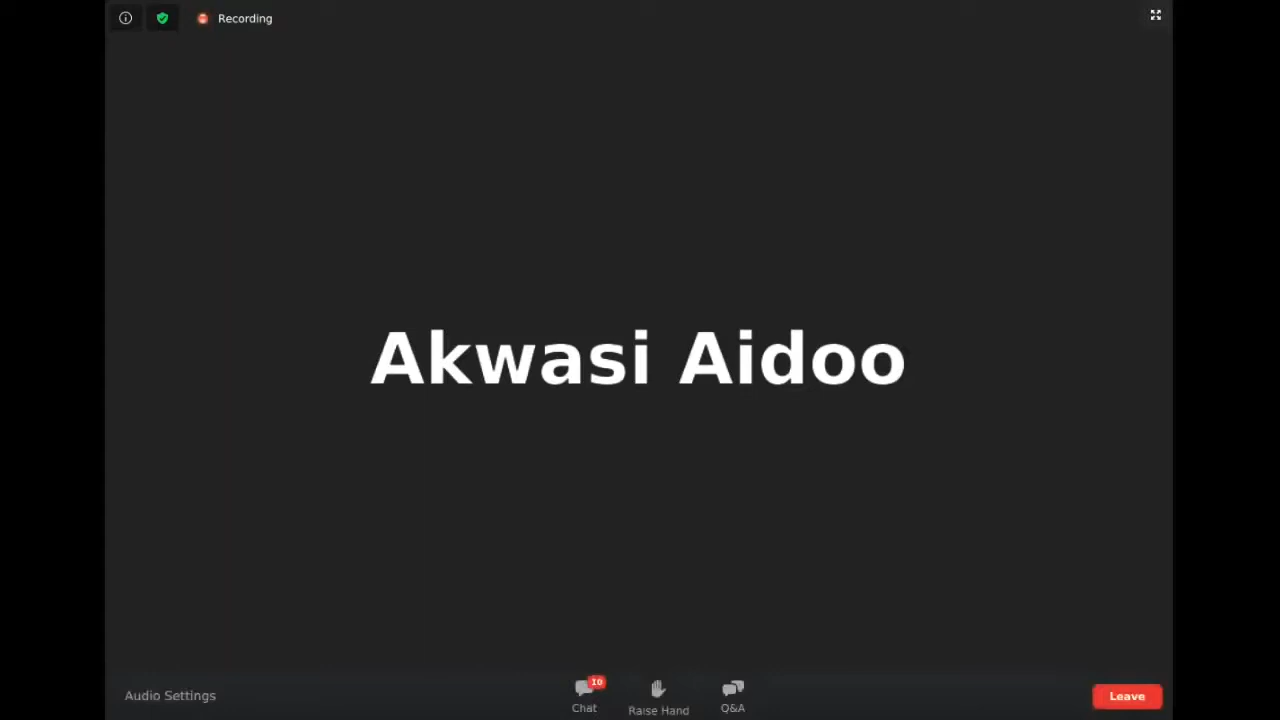 Recording
Akwasi Aidoo
Audio Settings
10
Chat
Raise Hand
Q&A
Leave